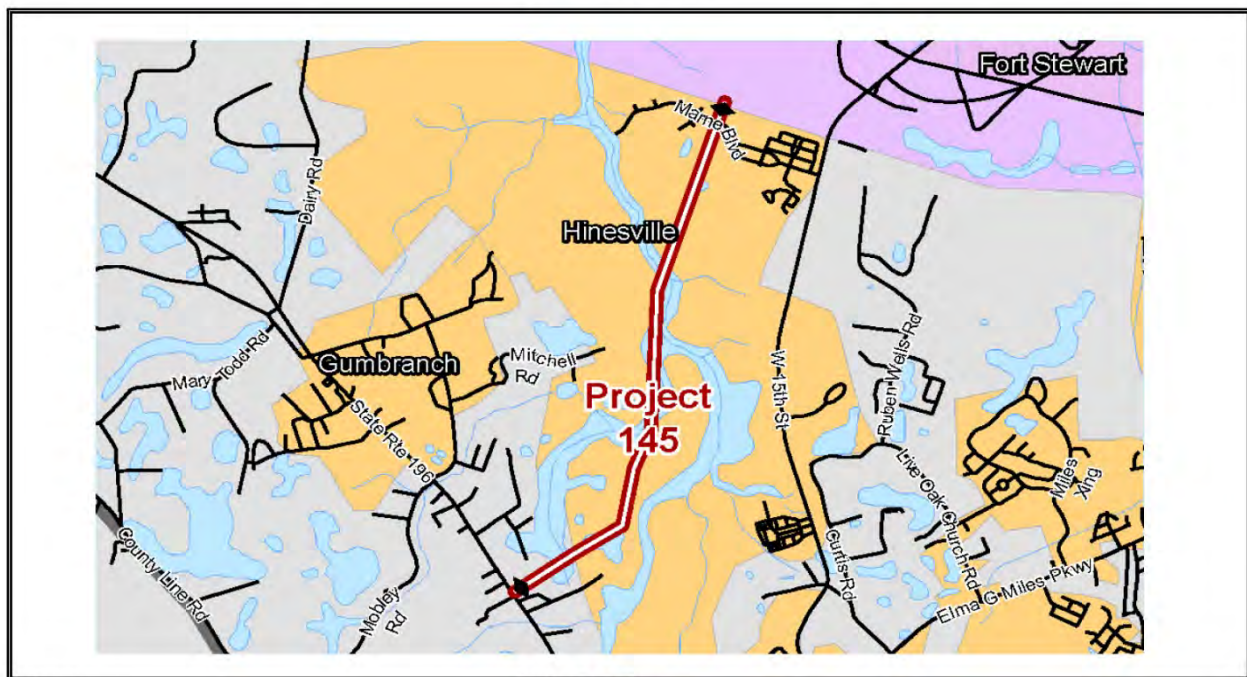 Fort Stewart
Marne Blvd
Dairy Rd
Hinesville
Mary Todd Rd
Gumbranch
Mitchell
Rd
W 15th St
Ruben Wells Rd
Project
145
State Rte 196
Live Oak Church Rd
Miles
Xing
County Line Rd
Mobley
Rd
Curtis Rd
Elma G Miles Pkwy